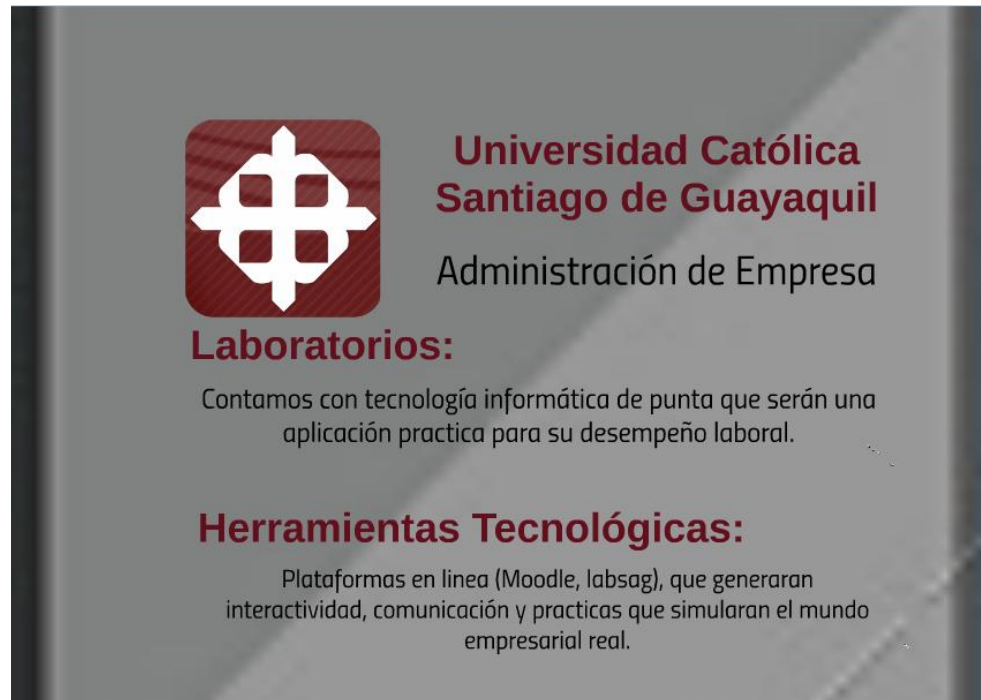 Universidad Católica
Santiago de Guayaquil
Administración de Empresa
Laboratorios:
Contamos con tecnología informática de punta que serán una
aplicación practica para su desempeño laboral.
Herramientas Tecnológicas:
Plataformas en linea (Moodle, labsag), que generaran
interactividad, comunicación y practicas que simularan el mundo
empresarial real.